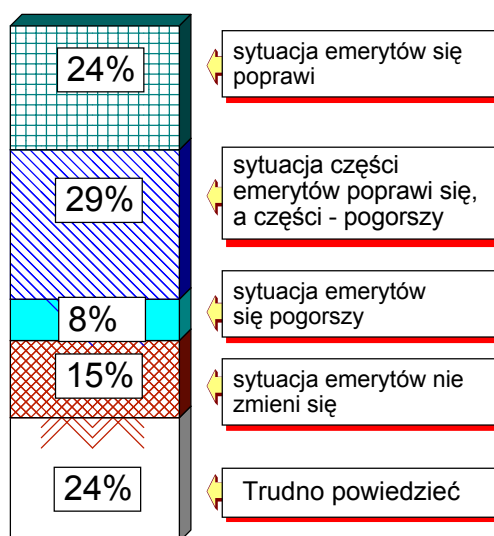 24%
sytuacja emerytów się
poprawi
29%
sytuacja części
emerytów poprawi się,
a części - pogorszy
8%
sytuacja emerytów
się pogorszy
15%
sytuacja emerytów nie
zmieni się
24%
Trudno powiedzieć